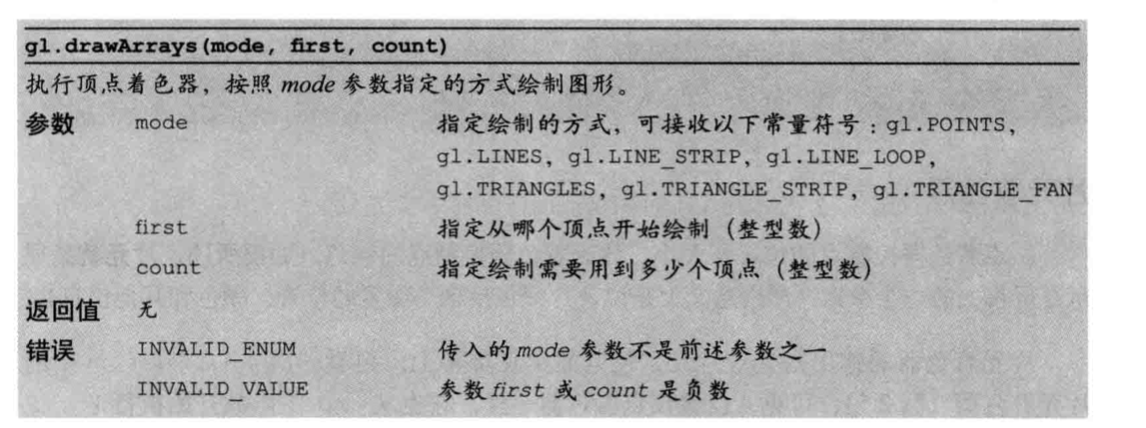 gl.drawArrays(mode, first, count)
执行顶点着色器，按照 mode 参数指定的方式绘制图形。
参数 mode 指定绘制的方式，可接收以下常量符号：gl.POINTS,
gl.LINES, gl.LINE_STRIP, gl.LINE_LOOP,
gl.TRIANGLES, gl.TRIANGLE_STRIP, gl.TRIANGLE_FAN
first 指定从哪个顶点开始绘制（整型数）
count 指定绘制需要用到多少个顶点（整型数）
返回值 无
错误 INVALID_ENUM 传入的 mode 参数不是前述参数之一
INVALID_VALUE 参数 first 或 count 是负数